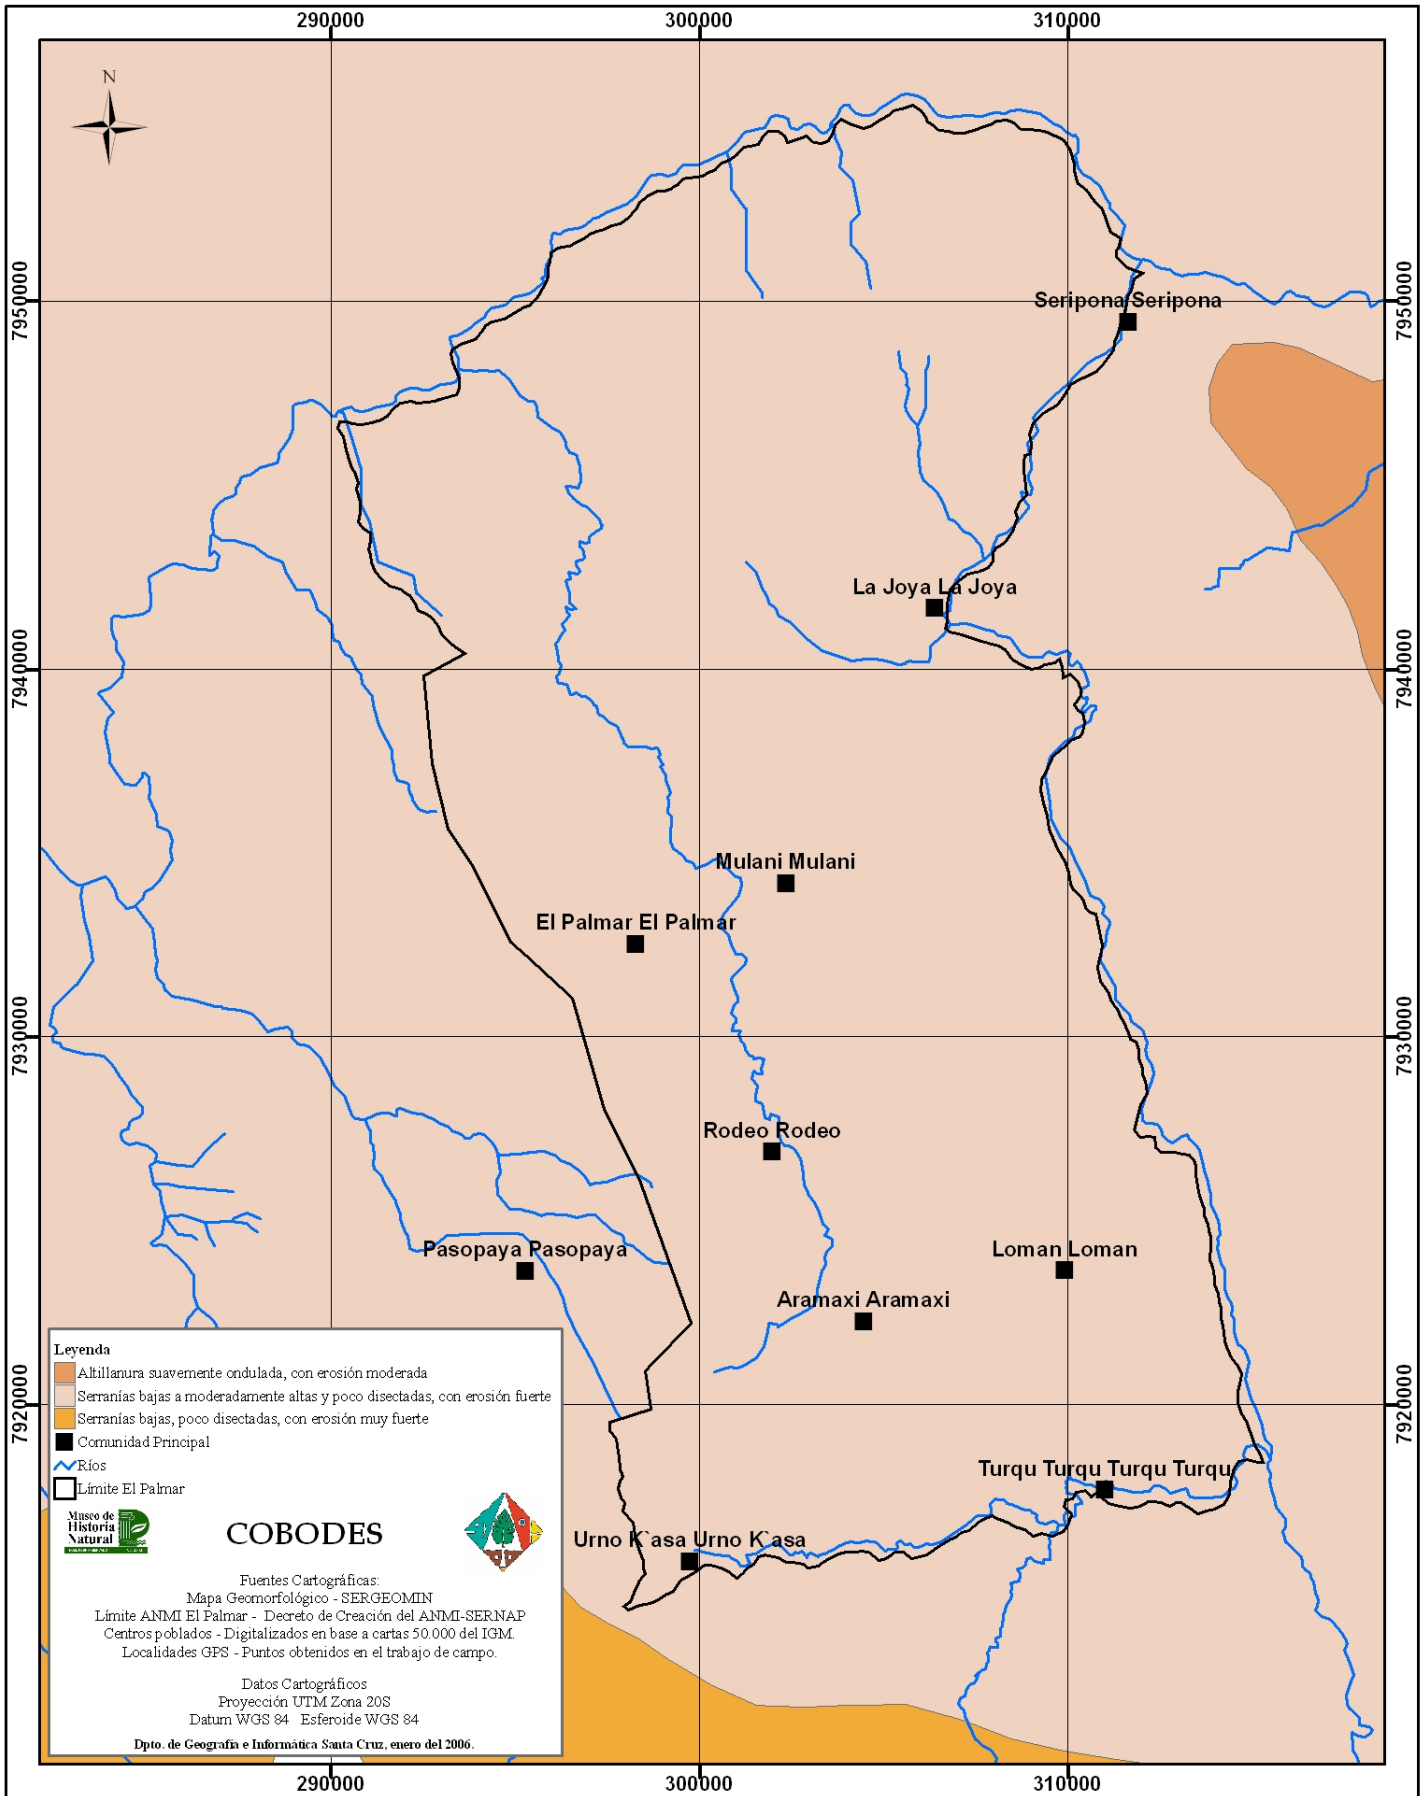 290000
300000
310000
N
7950000
7950000
Seripona Seripona
La Joya La Joya
7940000
7940000
Mulani Mulani
El Palmar El Palmar
7930000
7930000
Rodeo Rodeo
Pasopaya Pasopaya
Loman Loman
Aramaxi Aramaxi
7920000
7920000
Turqu Turqu Turqu Turqu
Urno K`asa Urno K`asa
Leyenda
Altillanura suavemente ondulada, con erosión moderada
Serranías bajas a moderadamente altas y poco disectadas, con erosión fuerte
Serranías bajas, poco disectadas, con erosión muy fuerte
Comunidad Principal
Ríos
Límite El Palmar
Museo de
Historia
Natural
COBODES
Fuentes Cartográficas:
Mapa Geomorfológico - SERGEOMIN
Límite ANMI El Palmar - Decreto de Creación del ANMI-SERNAP
Centros poblados - Digitalizados en base a cartas 50.000 del IGM.
Localidades GPS - Puntos obtenidos en el trabajo de campo.
Datos Cartográficos
Proyección UTM Zona 20S
Datum WGS 84 Esferoide WGS 84
Dpto. de Geografía e Informática Santa Cruz, enero del 2006.
290000
300000
310000